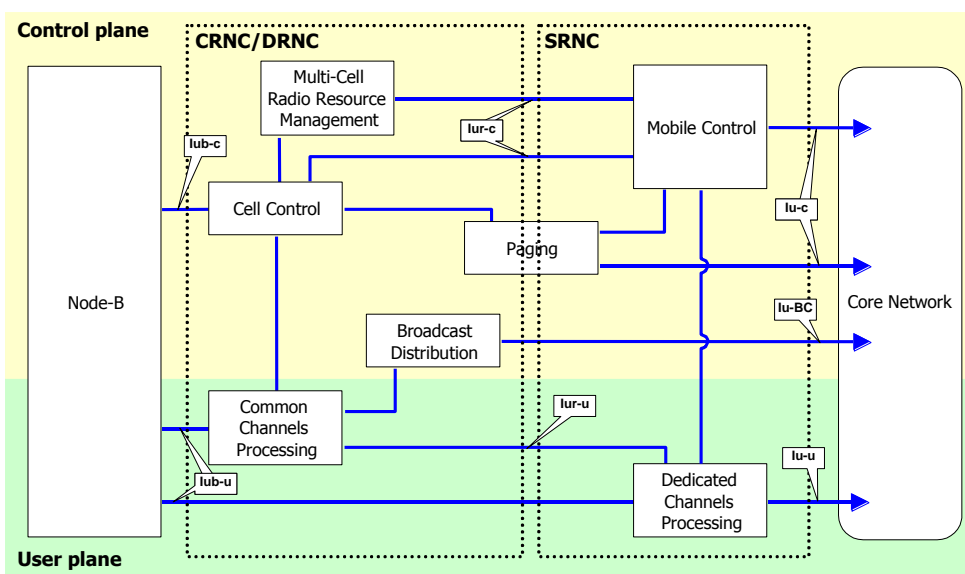 Control plane
CRNC/DRNC
SRNC
Multi-Cell
Radio Resource
Management
Iur-c
Mobile Control
Iub-c
Cell Control
Iu-c
Paging
Node-B
Core Network
Iu-BC
Broadcast
Distribution
Common
Channels
Processing
Iur-u
Iu-u
Iub-u
Dedicated
Channels
Processing
User plane